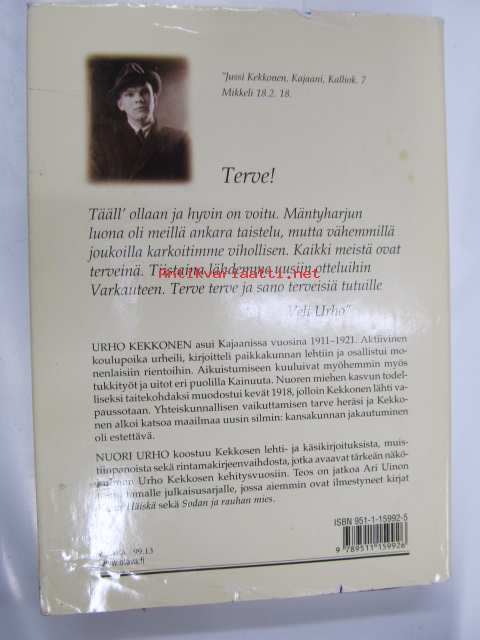 "Jussi Kekkonen, Kajaani, Kalliok. 7
Mikkeli 18.2. 18.
Terve!
Tääll' ollaan ja hyvin on voitu. Mäntyharjun
luona oli meillä ankara taistelu, mutta vähemmillä
joukoilla karkoitimme vihollisen. Kaikki meistä ovat
terveinä. Tiistaina lähdemme uusiin otteluihin
antikvariaatti.net
Varkauteen. Terve terve ja sano terveisiä tutuille
Veli Urho"
URHO KEKKONEN asui Kajaanissa vuosina 1911–1921. Aktiivinen
koulupoika urheili, kirjoitteli paikkakunnan lehtiin ja osallistui mo-
nenlaisiin rientoihin. Aikuistumiseen kuuluivat myöhemmin myös
tukkityöt ja uitot eri puolilla Kainuuta. Nuoren miehen kasvun todel-
liseksi taitekohdaksi muodostui kevät 1918, jolloin Kekkonen lähti va-
paussotaan. Yhteiskunnallisen vaikuttamisen tarve heräsi ja Kekko-
nen alkoi katsoa maailmaa uusin silmin: kansakunnan jakautuminen
oli estettävä.
NUORI URHO koostuu Kekkosen lehti- ja käsikirjoituksista, muis-
tiinpanoista sekä rintamakirjeenvaihdosta, jotka avaavat tärkeän näkö-
kulman Urho Kekkosen kehitysvuosiin. Teos on jatkoa Ari Uinon
toimittamalle julkaisusarjalle, jossa aiemmin ovat ilmestyneet kirjat
Häiskä sekä Sodan ja rauhan mies.
ISBN 951-1-15992-5
9 789511 159926
99.13
www.otava.fi